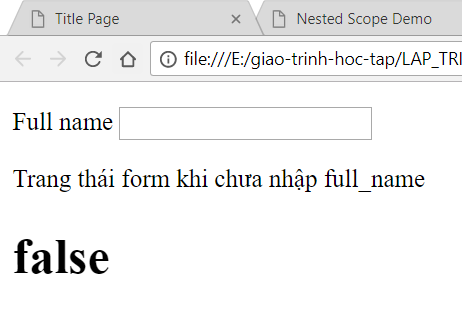 Title Page
Nested Scope Demo
file:///E:/giao-trinh-hoc-tap/LAP_TRI
Full name
Trang thái form khi chưa nhập full_name
false